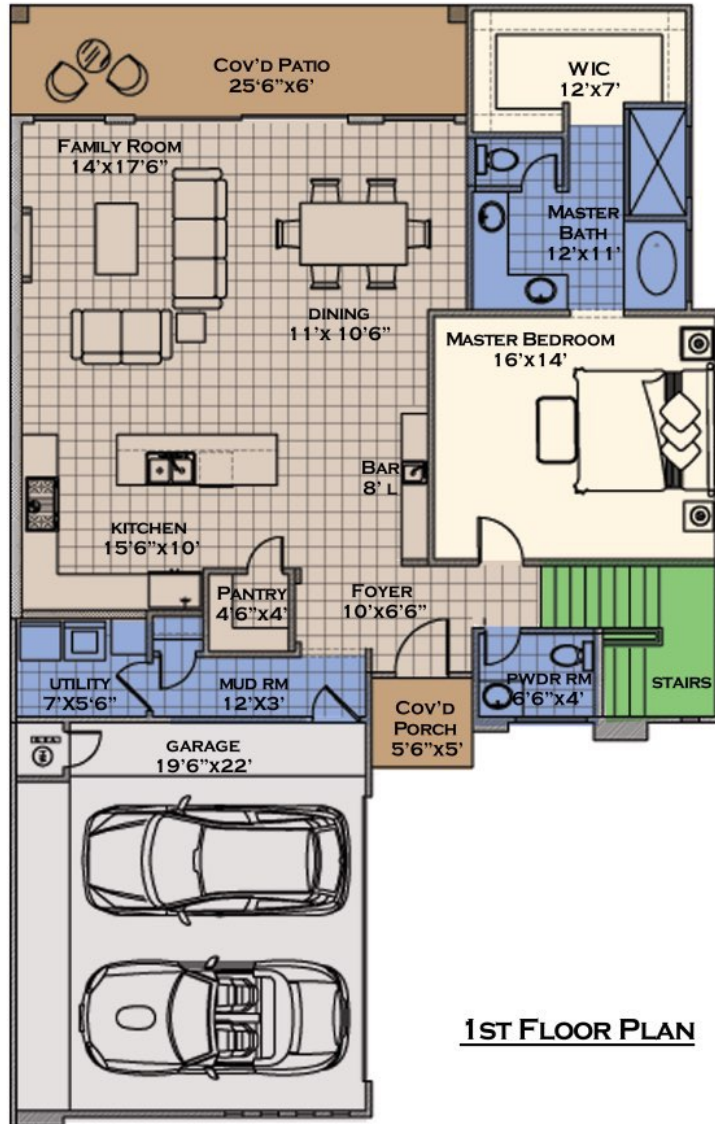 COV'D PATIO
25'6"X6'
WIC
12'X7'
FAMILY ROOM
14'X17'6"
MASTER
BATH
12'X11'
DINING
11'X 10'6"
MASTER BEDROOM
16'X14'
BAR
8' L
KITCHEN
15'6"X10'
PANTRY
4'6"X4'
FOYER
10'X6'6"
UTILITY
7'X5'6"
MUD RM
12'X3'
PWDR RM
6'6"X4'
STAIRS
COV'D
PORCH
5'6"X5'
GARAGE
19'6"X22'
1ST FLOOR PLAN